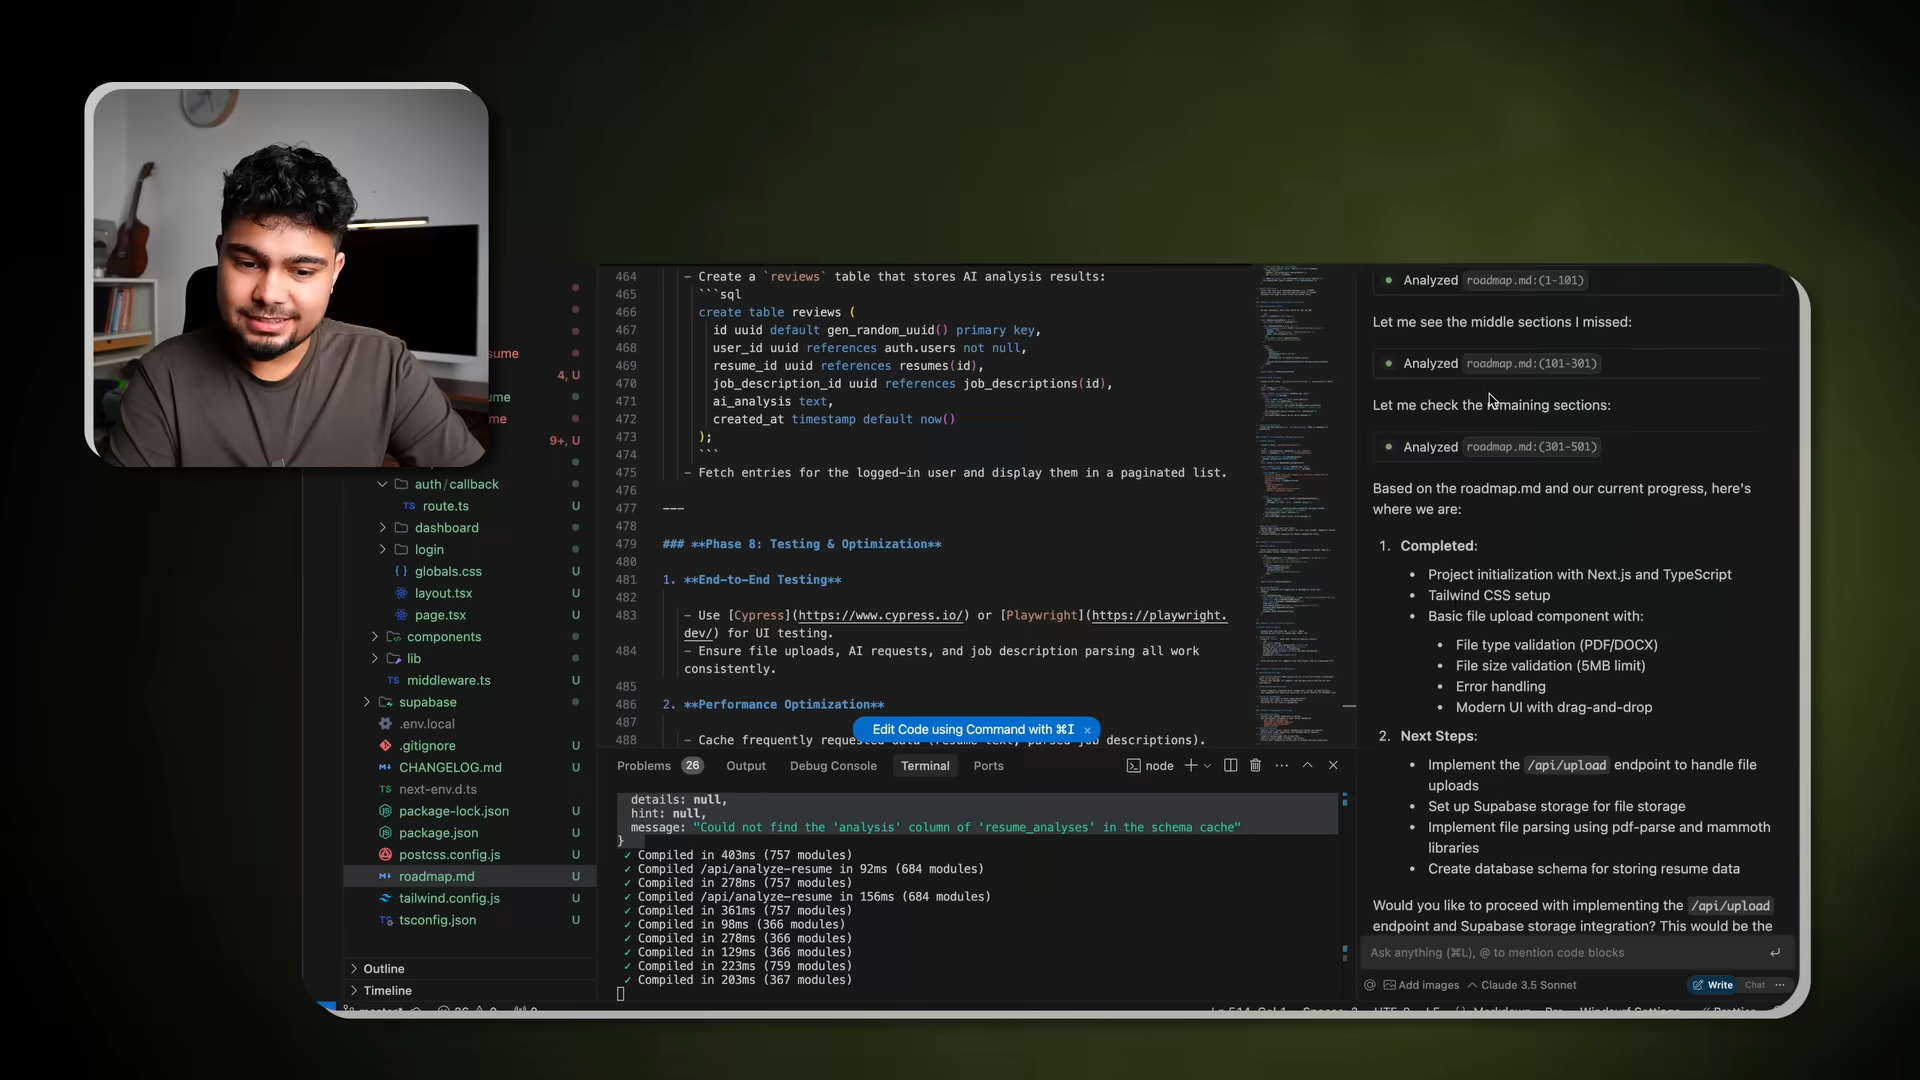 sume
4, U
ume
me
9+, U
auth/callback
TS route.ts U
dashboard
login
{ } globals.css U
layout.tsx U
page.tsx U
components
lib
TS middleware.ts U
supabase
.env.local
.gitignore U
CHANGELOG.md U
TS next-env.d.ts
package-lock.json U
package.json U
postcss.config.js U
roadmap.md U
tailwind.config.js U
tsconfig.json U
Outline
Timeline
464 - Create a `reviews` table that stores AI analysis results:
465 ```sql
466 create table reviews (
467 id uuid default gen_random_uuid() primary key,
468 user_id uuid references auth.users not null,
469 resume_id uuid references resumes(id),
470 job_description_id uuid references job_descriptions(id),
471 ai_analysis text,
472 created_at timestamp default now()
473 );
474 ```
475 - Fetch entries for the logged-in user and display them in a paginated list.
476
477 ---
478
479 ### **Phase 8: Testing & Optimization**
480
481 1. **End-to-End Testing**
482
483 - Use [Cypress](https://www.cypress.io/) or [Playwright](https://playwright.
dev/) for UI testing.
484 - Ensure file uploads, AI requests, and job description parsing all work
consistently.
485
486 2. **Performance Optimization**
487
488 - Cache frequently requested data (resume text, parsed job descriptions).
Edit Code using Command with ⌘I ×
Problems 26 Output Debug Console Terminal Ports node
details: null,
hint: null,
message: "Could not find the 'analysis' column of 'resume_analyses' in the schema cache"
}
✓ Compiled in 403ms (757 modules)
✓ Compiled /api/analyze-resume in 92ms (684 modules)
✓ Compiled in 278ms (757 modules)
✓ Compiled /api/analyze-resume in 156ms (684 modules)
✓ Compiled in 361ms (757 modules)
✓ Compiled in 98ms (366 modules)
✓ Compiled in 278ms (366 modules)
✓ Compiled in 129ms (366 modules)
✓ Compiled in 223ms (759 modules)
✓ Compiled in 203ms (367 modules)
Analyzed roadmap.md:(1-101)
Let me see the middle sections I missed:
Analyzed roadmap.md:(101-301)
Let me check the remaining sections:
Analyzed roadmap.md:(301-501)
Based on the roadmap.md and our current progress, here's
where we are:
1. Completed:
• Project initialization with Next.js and TypeScript
• Tailwind CSS setup
• Basic file upload component with:
• File type validation (PDF/DOCX)
• File size validation (5MB limit)
• Error handling
• Modern UI with drag-and-drop
2. Next Steps:
• Implement the /api/upload endpoint to handle file
uploads
• Set up Supabase storage for file storage
• Implement file parsing using pdf-parse and mammoth
libraries
• Create database schema for storing resume data
Would you like to proceed with implementing the /api/upload
endpoint and Supabase storage integration? This would be the
Ask anything (⌘L), @ to mention code blocks
Add images Claude 3.5 Sonnet Write Chat